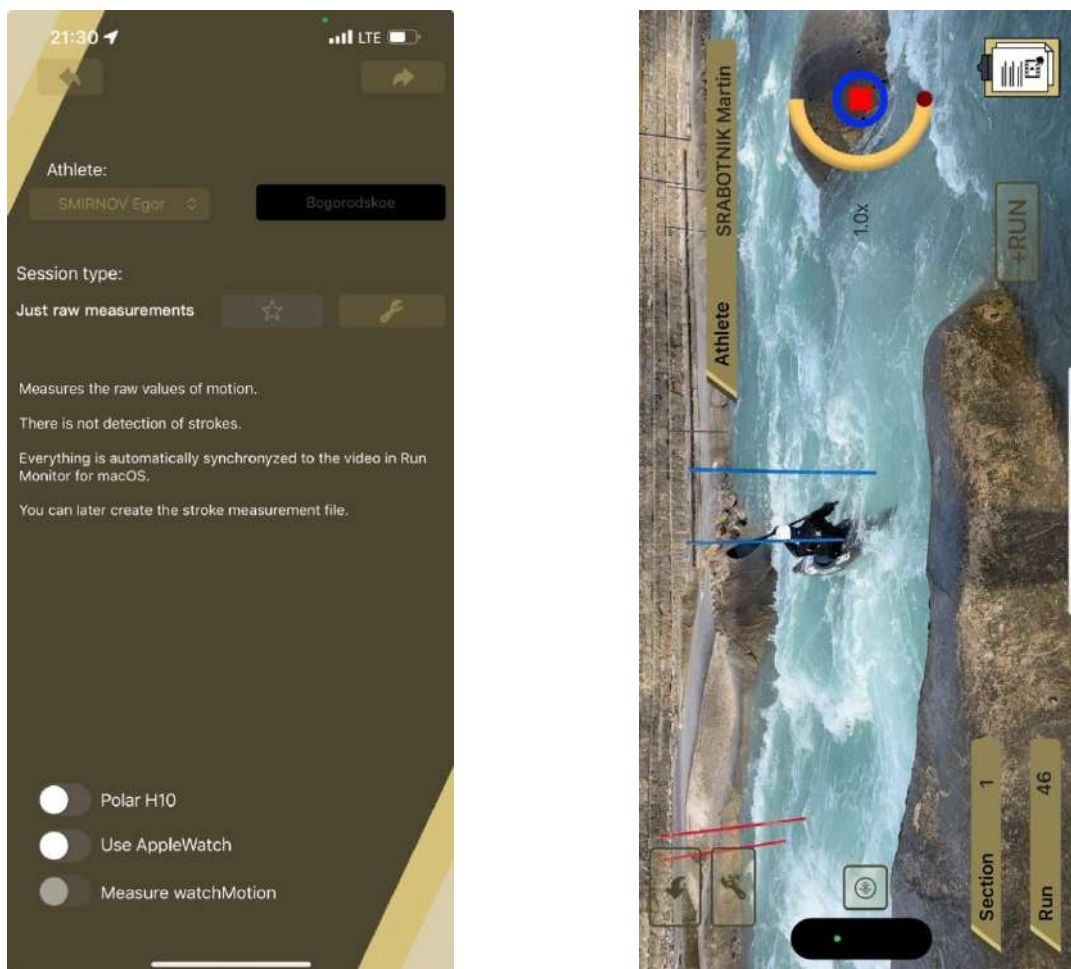 21:30
LTE
Athlete:
SMIRNOV Egor
Bogorodskoe
Session type:
Just raw measurements
Measures the raw values of motion.
There is not detection of strokes.
Everything is automatically synchronyzed to the video in Run
Monitor for macOS.
You can later create the stroke measurement file.
Polar H10
Use AppleWatch
Measure watchMotion
Athlete SRABOTNIK Martin
1.0x
+RUN
Section 1
Run 46